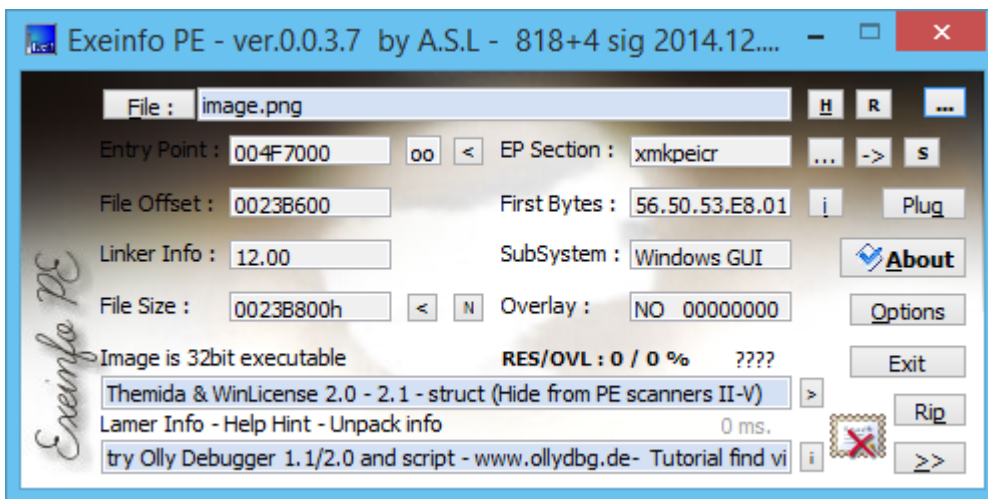 Exeinfo PE - ver.0.0.3.7 by A.S.L - 818+4 sig 2014.12....
File : image.png H R ...
Entry Point : 004F7000 oo < EP Section : xmkpeicr ... -> S
File Offset : 0023B600 First Bytes : 56.50.53.E8.01 i Plug
Linker Info : 12.00 SubSystem : Windows GUI About
File Size : 0023B800h < N Overlay : NO 00000000 Options
Image is 32bit executable RES/OVL : 0 / 0 % ???? Exit
Themida & WinLicense 2.0 - 2.1 - struct (Hide from PE scanners II-V) >
Lamer Info - Help Hint - Unpack info 0 ms. Rip
try Olly Debugger 1.1/2.0 and script - www.ollydbg.de- Tutorial find vi i >>
Exeinfo PE